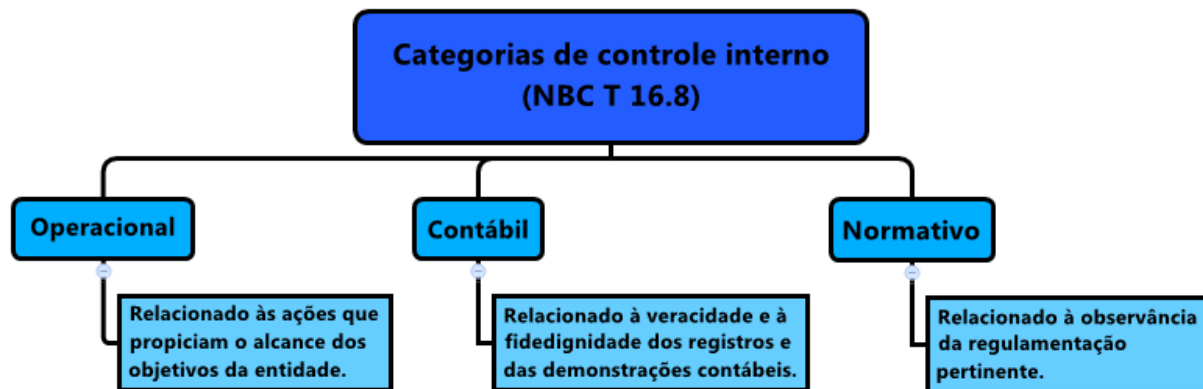 Categorias de controle interno
(NBC T 16.8)
Operacional
Contábil
Normativo
Relacionado às ações que
propiciam o alcance dos
objetivos da entidade.
Relacionado à veracidade e à
fidedignidade dos registros e
das demonstrações contábeis.
Relacionado à observância
da regulamentação
pertinente.